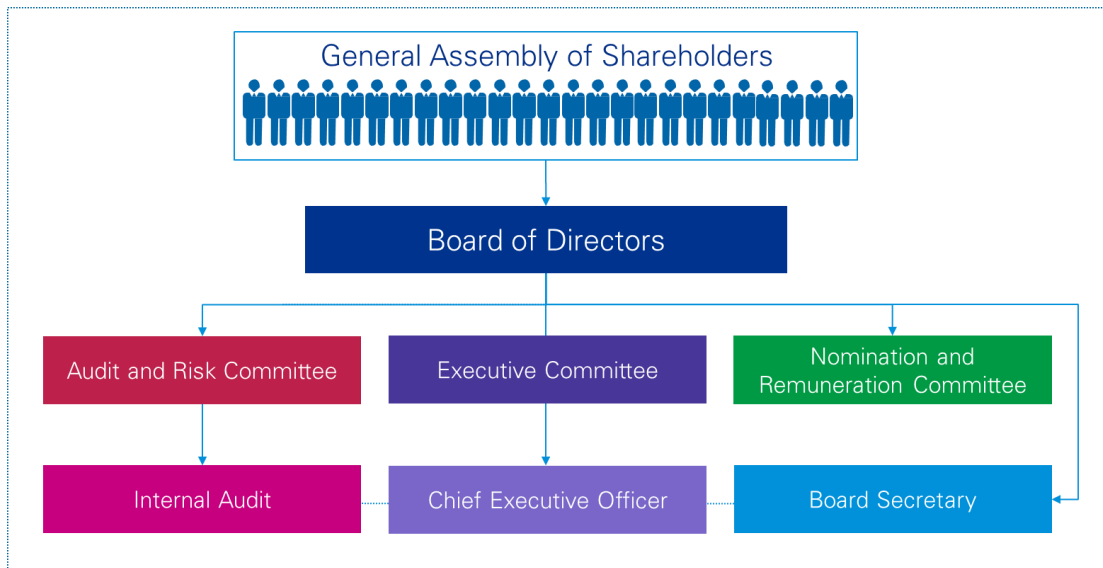 General Assembly of Shareholders
Board of Directors
Audit and Risk Committee
Executive Committee
Nomination and
Remuneration Committee
Internal Audit
Chief Executive Officer
Board Secretary